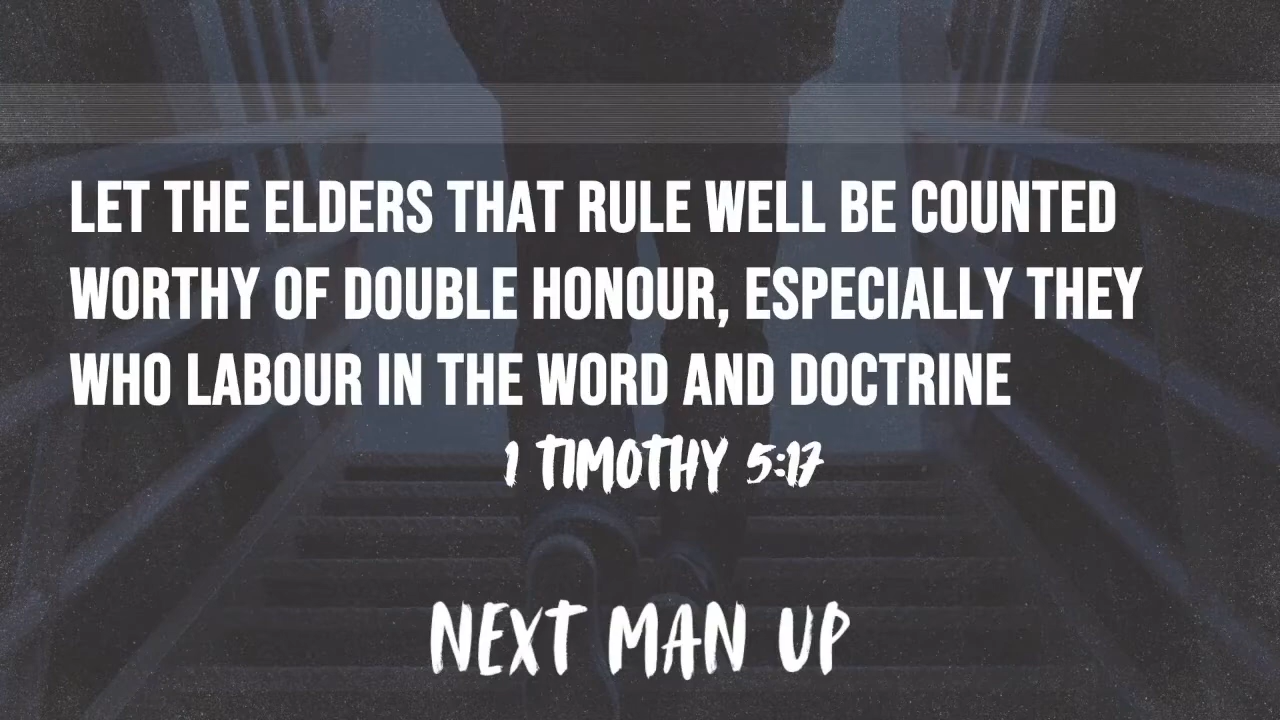 LET THE ELDERS THAT RULE WELL BE COUNTED
WORTHY OF DOUBLE HONOUR, ESPECIALLY THEY
WHO LABOUR IN THE WORD AND DOCTRINE
1 TIMOTHY 5:17
NEXT MAN UP